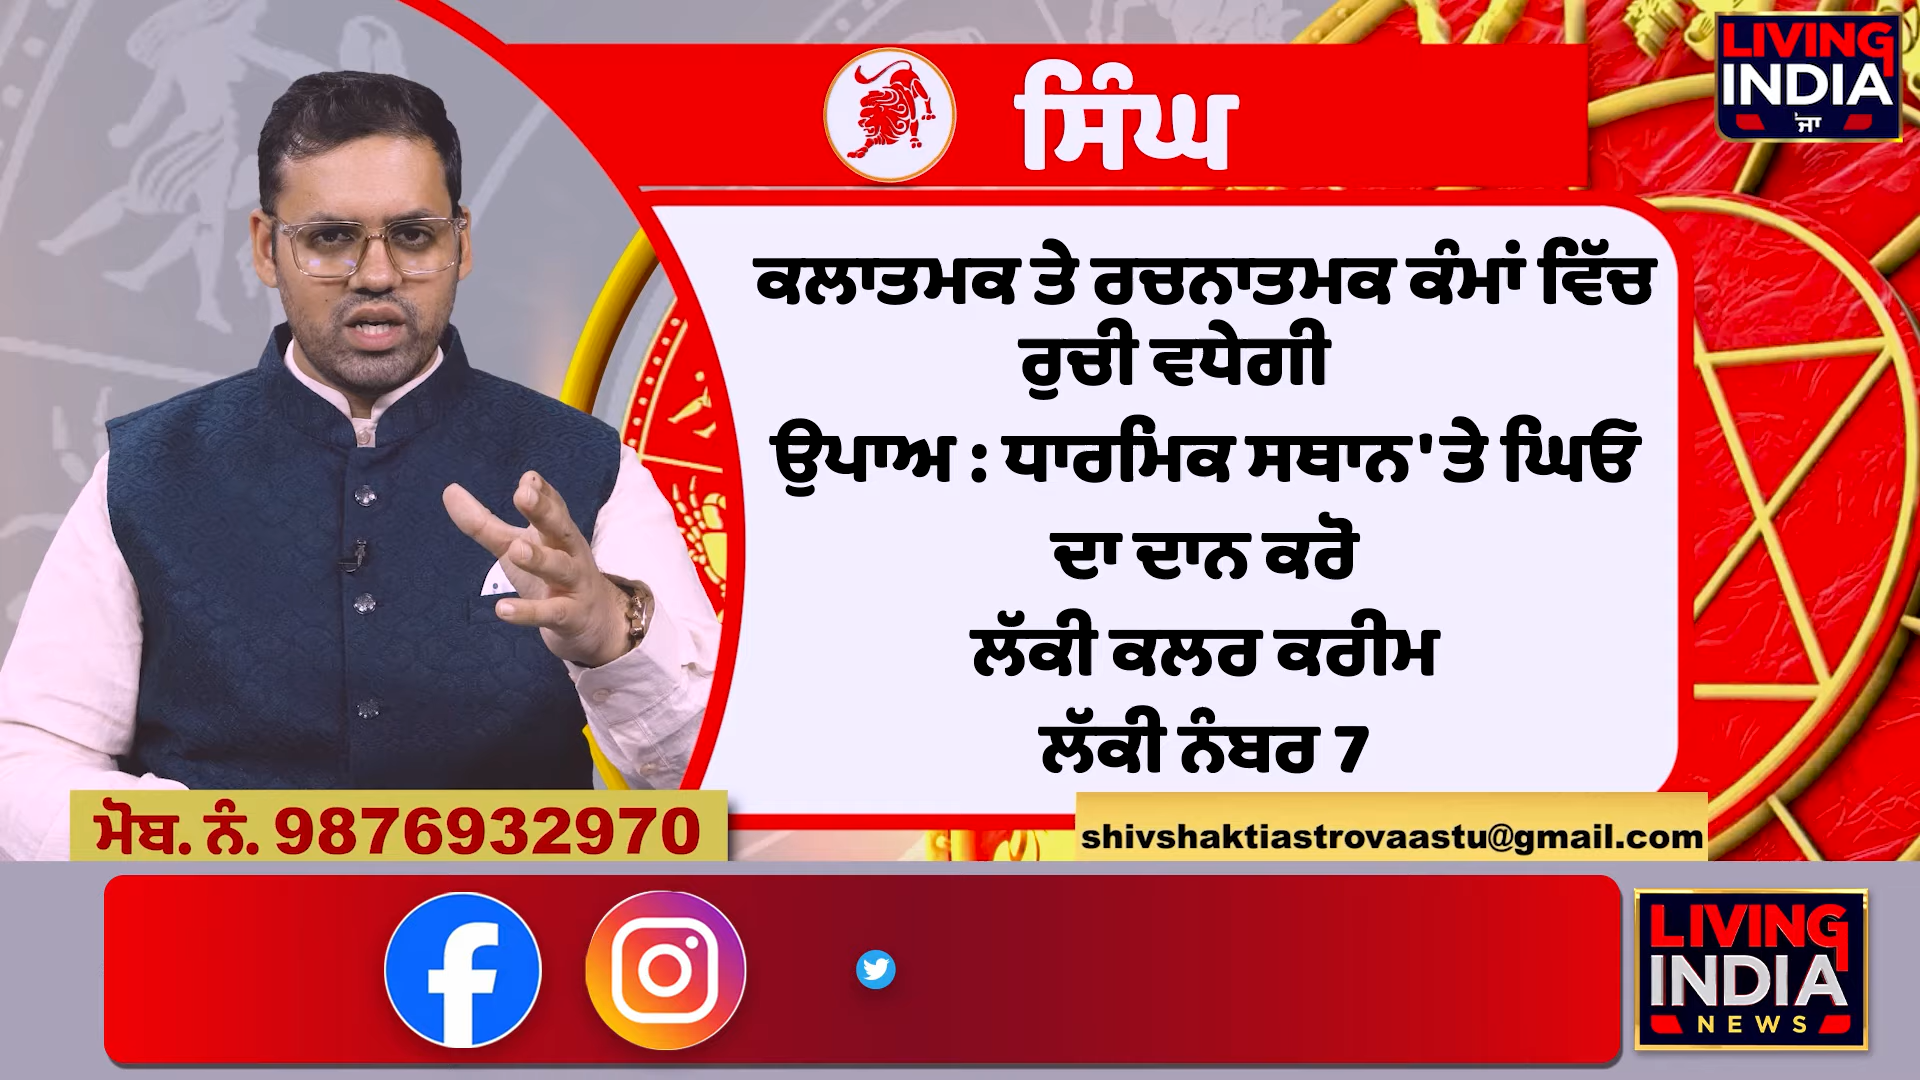 LIVING
INDIA
ਸਿੰਘ
ਕਲਾਤਮਕ ਤੇ ਰਚਨਾਤਮਕ ਕੰਮਾਂ ਵਿੱਚ
ਰੁਚੀ ਵਧੇਗੀ
ਉਪਾਅ : ਧਾਰਮਿਕ ਸਥਾਨ 'ਤੇ ਘਿਓ
ਦਾ ਦਾਨ ਕਰੋ
ਲੱਕੀ ਕਲਰ ਕਰੀਮ
ਲੱਕੀ ਨੰਬਰ 7
ਮੋਬ. ਨੰ. 9876932970
shivshaktiastrovaastu@gmail.com
LIVING
INDIA
NEWS